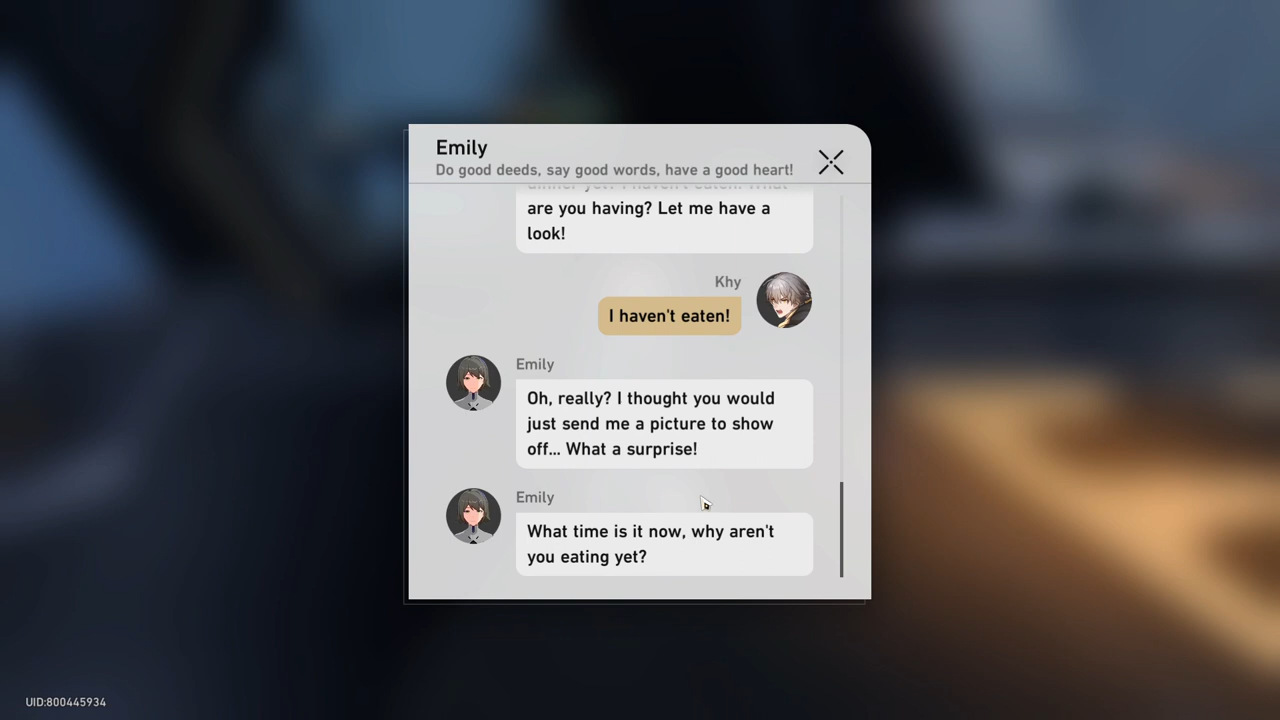 Emily
Do good deeds, say good words, have a good heart!
are you having? Let me have a
look!
Khy
I haven't eaten!
Emily
Oh, really? I thought you would
just send me a picture to show
off... What a surprise!
Emily
What time is it now, why aren't
you eating yet?
UID:800445934